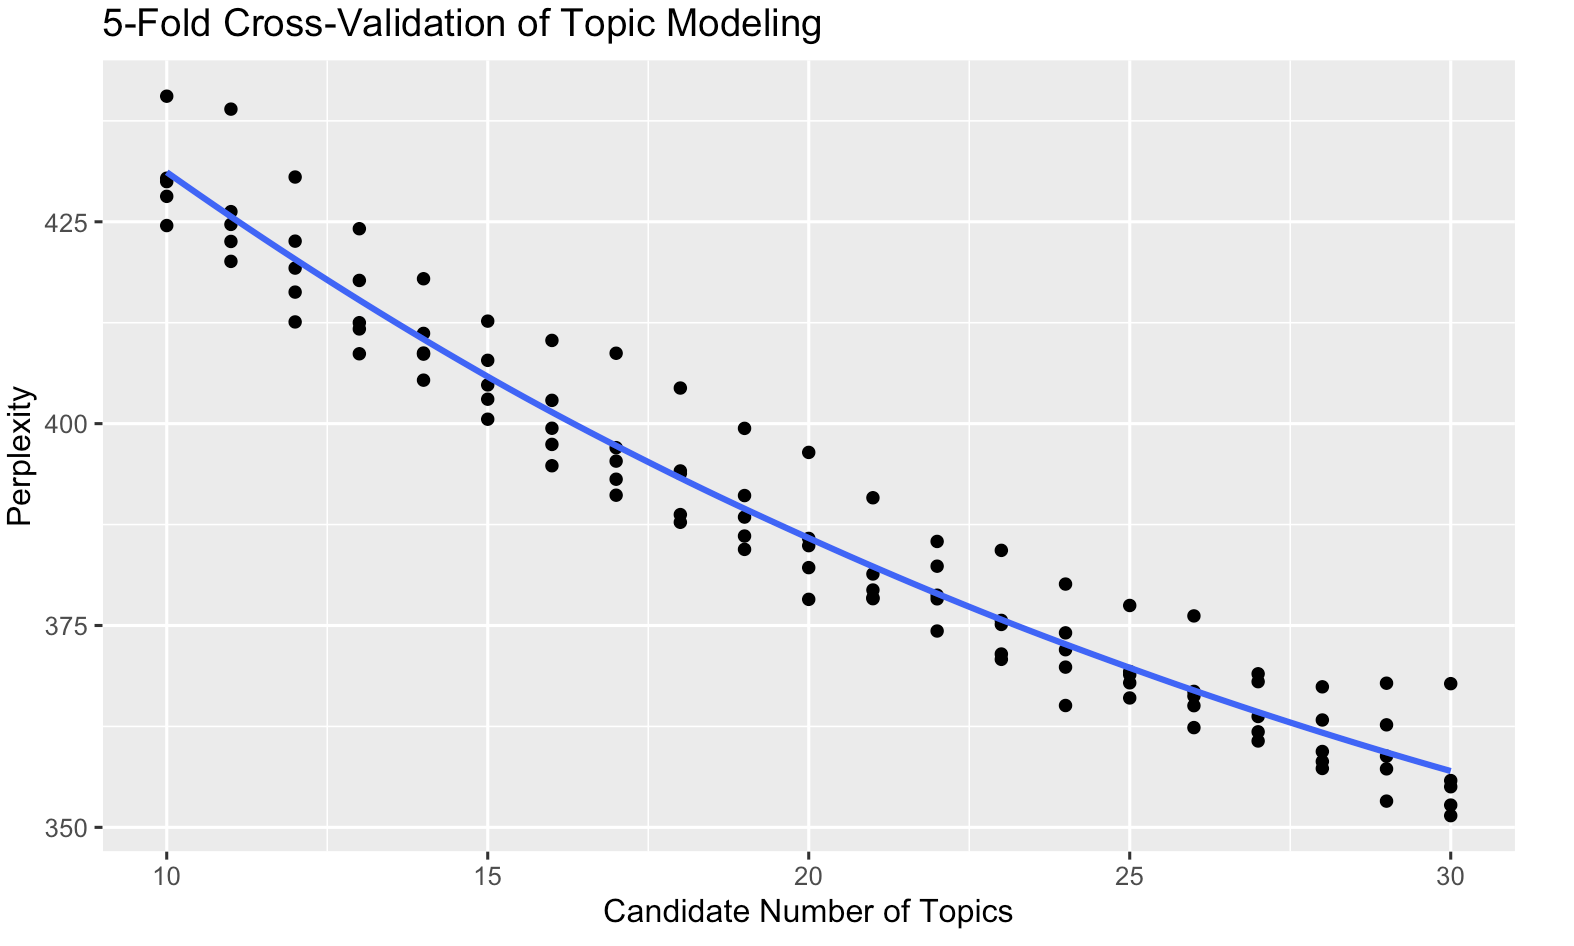 5-Fold Cross-Validation of Topic Modeling
Perplexity
425
400
375
350
10 15 20 25 30
Candidate Number of Topics